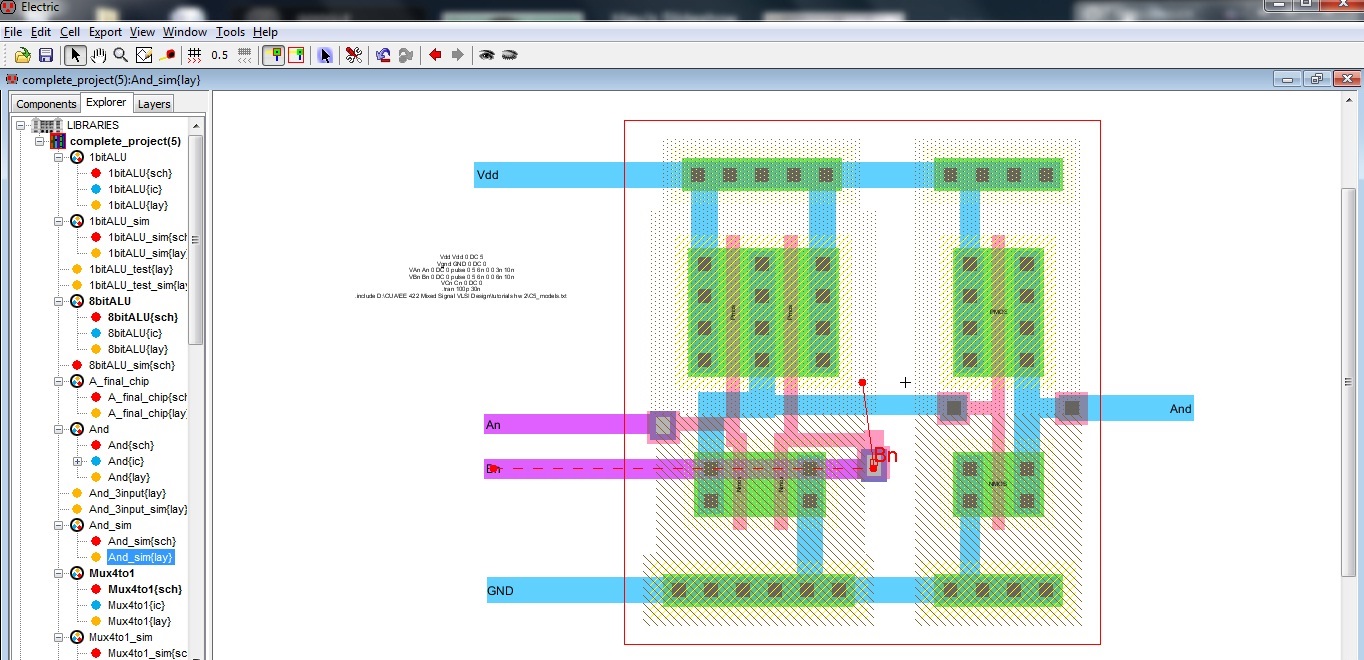 Electric
File Edit Cell Export View Window Tools Help
0.5
complete_project(5):And_sim{lay}
Components Explorer Layers
LIBRARIES
complete_project(5)
1bitALU
1bitALU{sch}
1bitALU{ic}
1bitALU{lay}
1bitALU_sim
1bitALU_sim{sch
1bitALU_sim{lay
1bitALU_test{lay}
1bitALU_test_sim{lay
8bitALU
8bitALU{sch}
8bitALU{ic}
8bitALU{lay}
8bitALU_sim{sch}
A_final_chip
A_final_chip{sc
A_final_chip{lay
And
And{sch}
And{ic}
And{lay}
And_3input{lay}
And_3input_sim{lay}
And_sim
And_sim{sch}
And_sim{lay}
Mux4to1
Mux4to1{sch}
Mux4to1{ic}
Mux4to1{lay}
Mux4to1_sim
Mux4to1_sim{sc
Vdd
Vdd Vdd 0 DC 5
Vgnd GND 0 DC 0
VAn An 0 DC 0 pulse 0 5 6n 0 0 3n 10n
VBn Bn 0 DC 0 pulse 0 5 6n 0 0 6n 10n
VCn Cn 0 DC 0
.tran 100p 30n
.include D:\CUA\EE 422 Mixed Signal VLSI Design\tutorials hw 2\C5_models.txt
PMOS
And
An
Bn
Bn
NMOS
GND